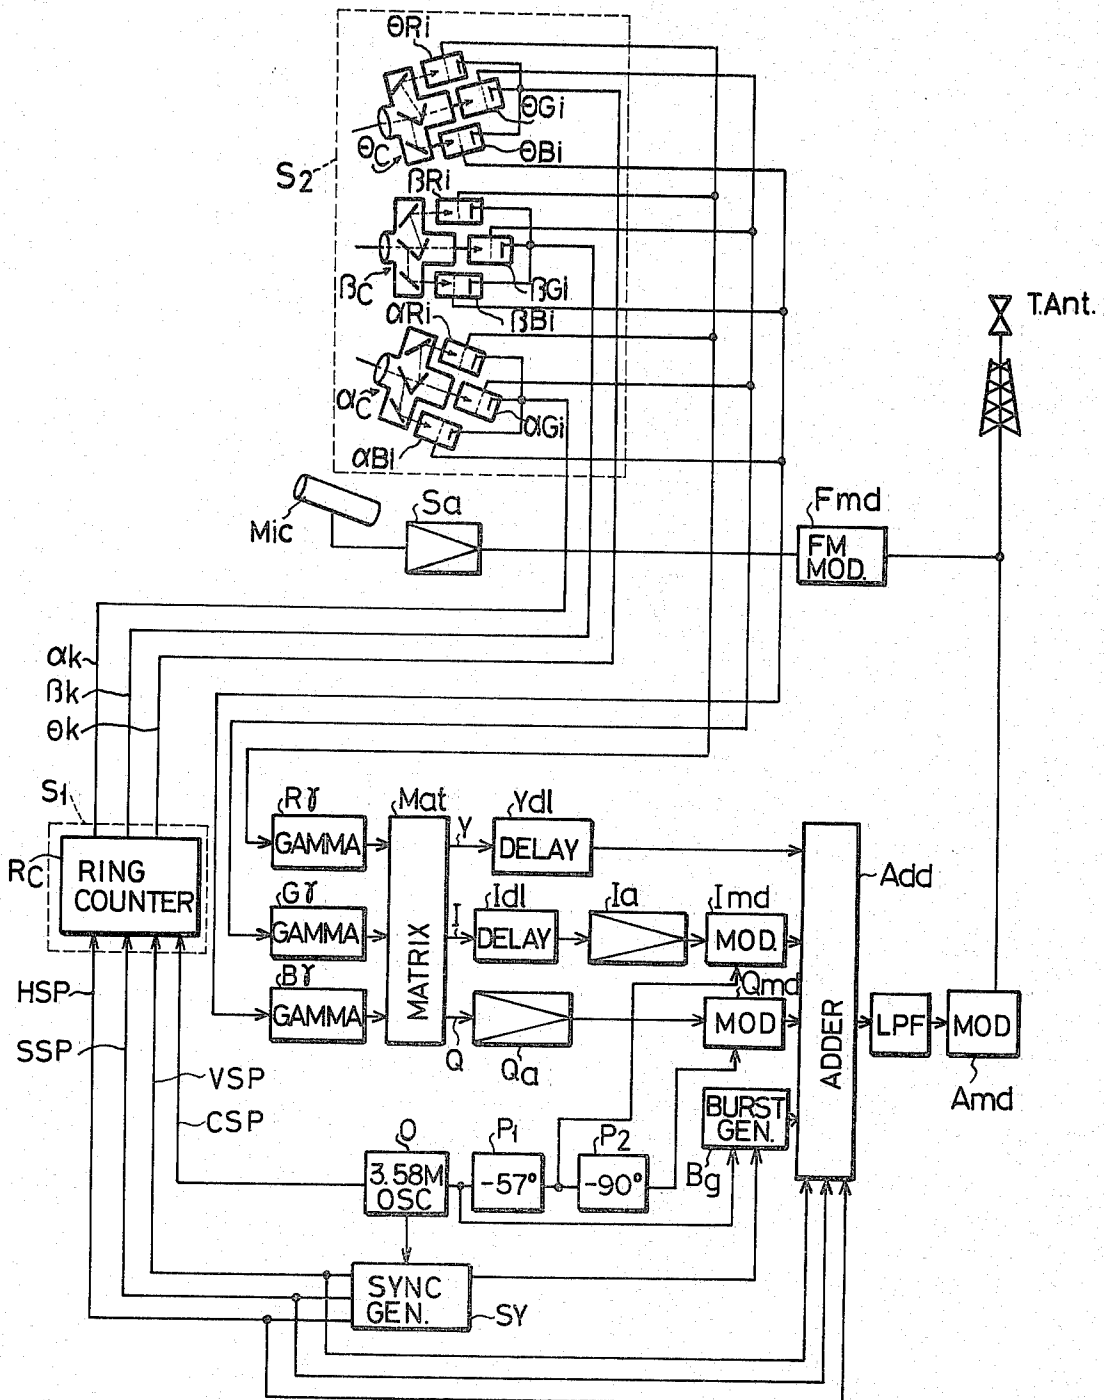 ΘRi
ΘGi
ΘC
ΘBi
S2
βRi
βC
βGi
βBi
αRi
αC
αGi
αBi
T.Ant.
Mic
Sa
Fmd
FM
MOD.
αk
βk
Θk
S1
RC
RING
COUNTER
Rγ
GAMMA
Gγ
GAMMA
Bγ
GAMMA
Mat
MATRIX
Y
I
Q
Ydl
DELAY
Idl
DELAY
Ia
Imd
MOD.
Qa
Qmd
MOD
Add
ADDER
LPF
MOD
Amd
HSP
SSP
VSP
CSP
O
3.58M
OSC
P1
-57°
P2
-90°
BURST
GEN.
Bg
SYNC
GEN.
SY